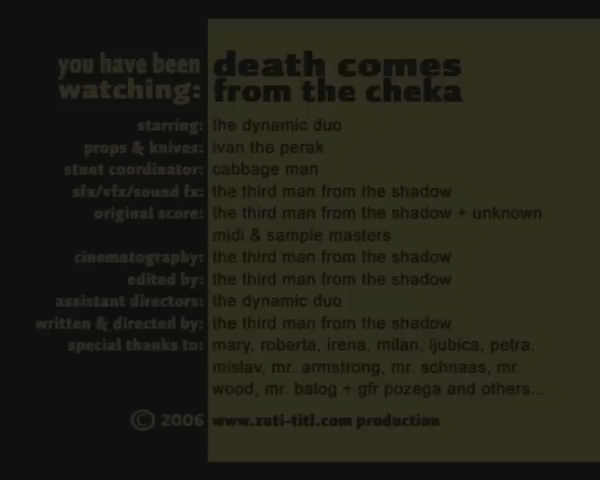 you have been death comes
watching: from the cheka
starring: the dynamic duo
props & knives: ivan the perak
stunt coordinator: cabbage man
sfx/vfx/sound fx: the third man from the shadow
original score: the third man from the shadow + unknown
midi & sample masters
cinematography: the third man from the shadow
edited by: the third man from the shadow
assistant directors: the dynamic duo
written & directed by: the third man from the shadow
special thanks to: mary, roberta, irena, milan, ljubica, petra,
mislav, mr. armstrong, mr. schnaas, mr.
wood, mr. balog + gfr pozega and others...
© 2006 www.zuti-titl.com production